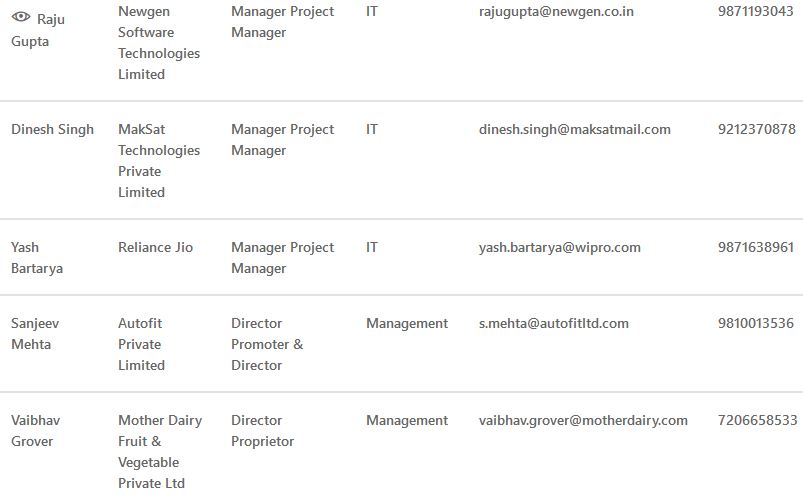 Raju Gupta Newgen Software Technologies Limited Manager Project Manager IT rajugupta@newgen.co.in 9871193043
Dinesh Singh MakSat Technologies Private Limited Manager Project Manager IT dinesh.singh@maksatmail.com 9212370878
Yash Bartarya Reliance Jio Manager Project Manager IT yash.bartarya@wipro.com 9871638961
Sanjeev Mehta Autofit Private Limited Director Promoter & Director Management s.mehta@autofitltd.com 9810013536
Vaibhav Grover Mother Dairy Fruit & Vegetable Private Ltd Director Proprietor Management vaibhav.grover@motherdairy.com 7206658533